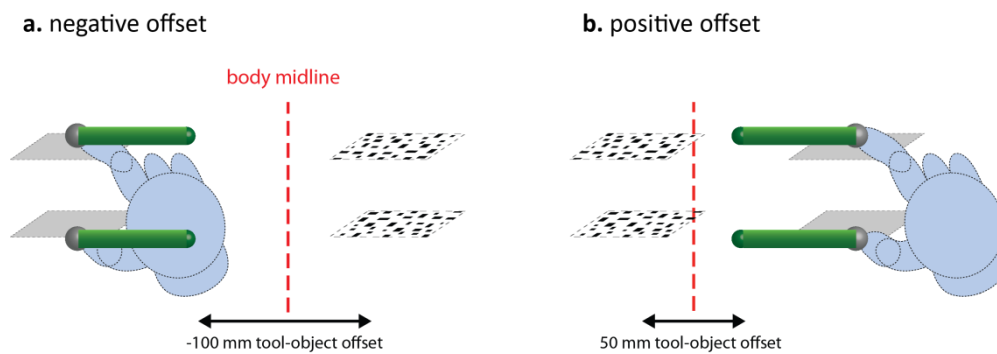 a. negative offset
b. positive offset
body midline
-100 mm tool-object offset
50 mm tool-object offset